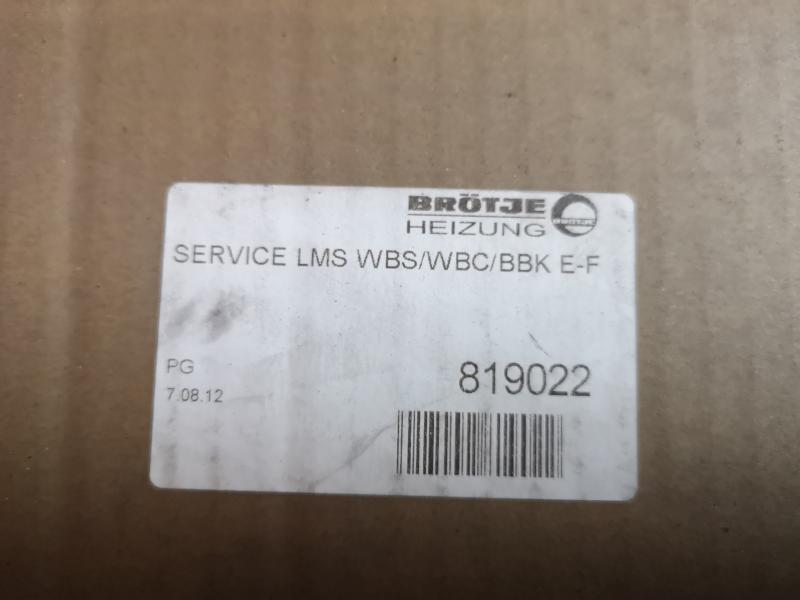 BRÖTJE
HEIZUNG
SERVICE LMS WBS/WBC/BBK E-F
PG
819022
7.08.12